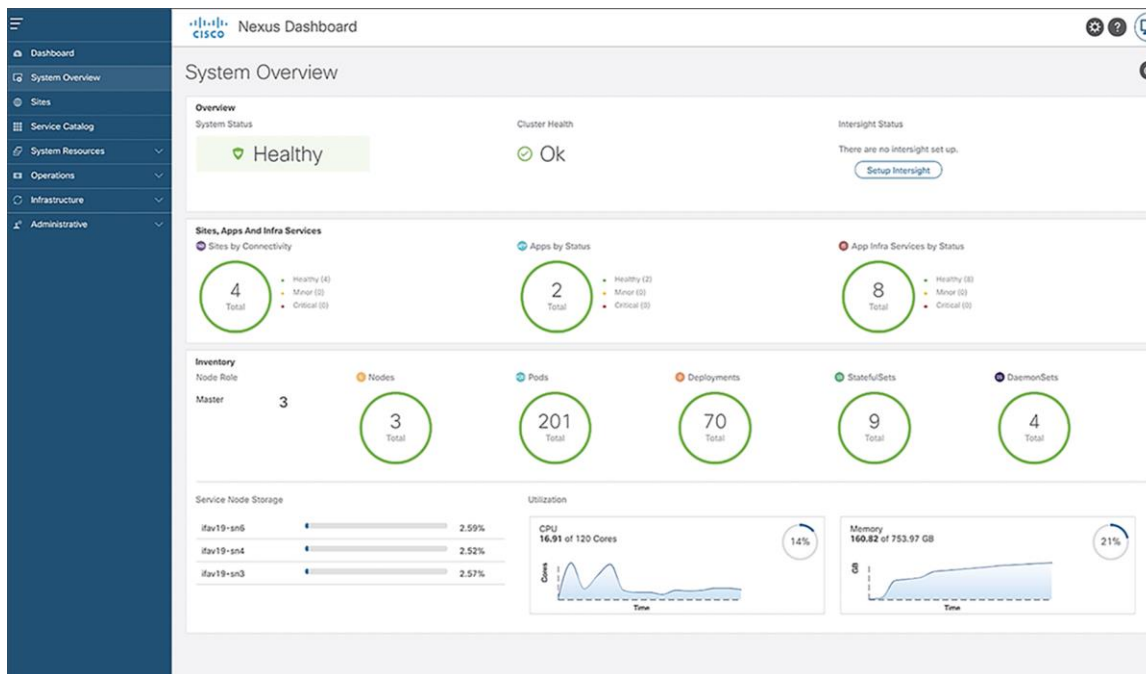 CISCO Nexus Dashboard
Dashboard
System Overview
Sites
Service Catalog
System Resources
Operations
Infrastructure
Administrative
System Overview
Overview
System Status
Healthy
Cluster Health
Ok
Intersight Status
There are no intersight set up.
Setup Intersight
Sites, Apps And Infra Services
Sites by Connectivity
4
Total
Healthy (4)
Minor (0)
Critical (0)
Apps by Status
2
Total
Healthy (2)
Minor (0)
Critical (0)
App Infra Services by Status
8
Total
Healthy (8)
Minor (0)
Critical (0)
Inventory
Node Role
Master 3
Nodes
3
Total
Pods
201
Total
Deployments
70
Total
StatefulSets
9
Total
DaemonSets
4
Total
Service Node Storage
ifav19-sn6 2.59%
ifav19-sn4 2.52%
ifav19-sn3 2.57%
Utilization
CPU
16.91 of 120 Cores
14%
Cores
Time
Memory
160.82 of 753.97 GB
21%
GB
Time